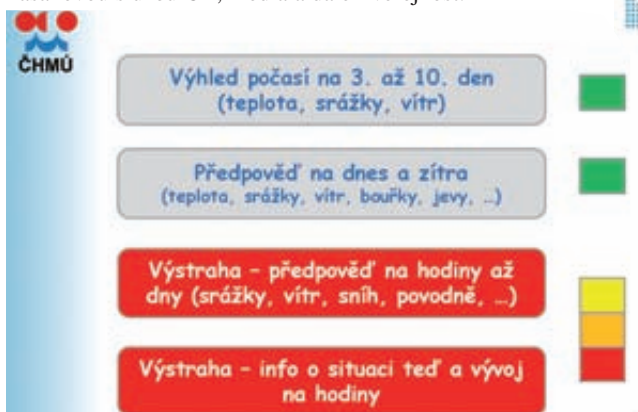 ČHMÚ
Výhled počasí na 3. až 10. den
(teplota, srážky, vítr)
Předpověď na dnes a zítra
(teplota, srážky, vítr, bouřky, jevy, …)
Výstraha – předpověď na hodiny až
dny (srážky, vítr, sníh, povodně, …)
Výstraha – info o situaci teď a vývoj
na hodiny